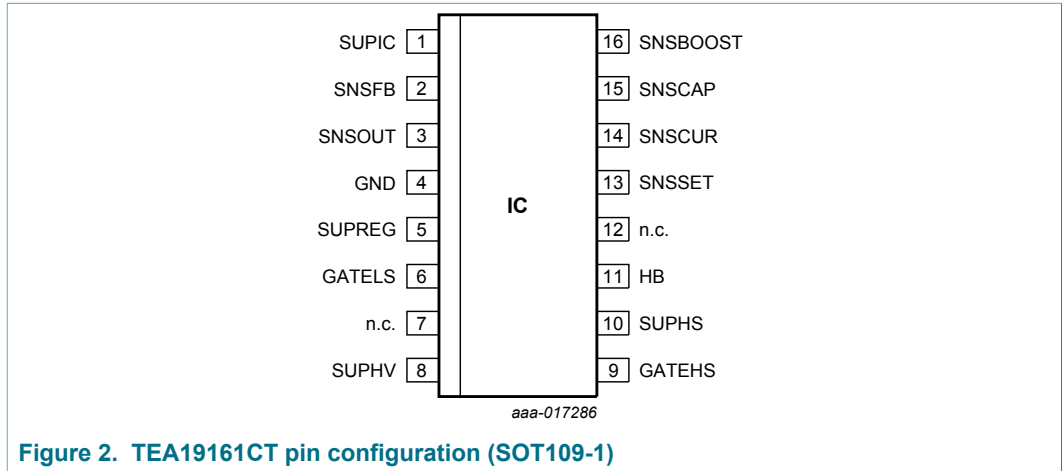 SUPIC 1 16 SNSBOOST
SNSFB 2 15 SNSCAP
SNSOUT 3 14 SNSCUR
GND 4 13 SNSSET
IC
SUPREG 5 12 n.c.
GATELS 6 11 HB
n.c. 7 10 SUPHS
SUPHV 8 9 GATEHS
aaa-017286
Figure 2. TEA19161CT pin configuration (SOT109-1)